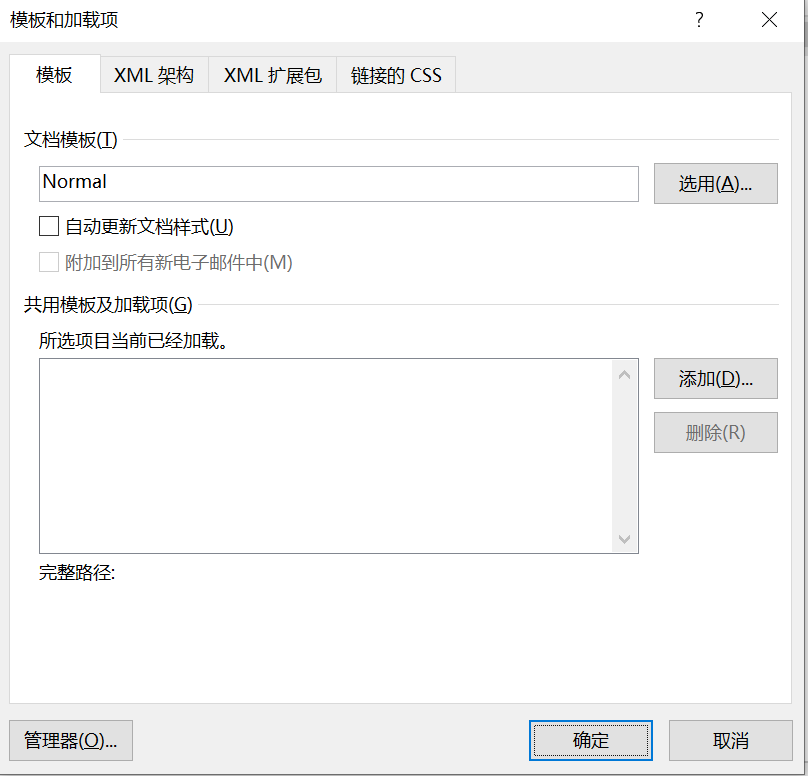 模板和加载项
模板 XML 架构 XML 扩展包 链接的 CSS
文档模板(T)
Normal 选用(A)...
自动更新文档样式(U)
附加到所有新电子邮件中(M)
共用模板及加载项(G)
所选项目当前已经加载。
添加(D)...
删除(R)
完整路径:
管理器(O)... 确定 取消